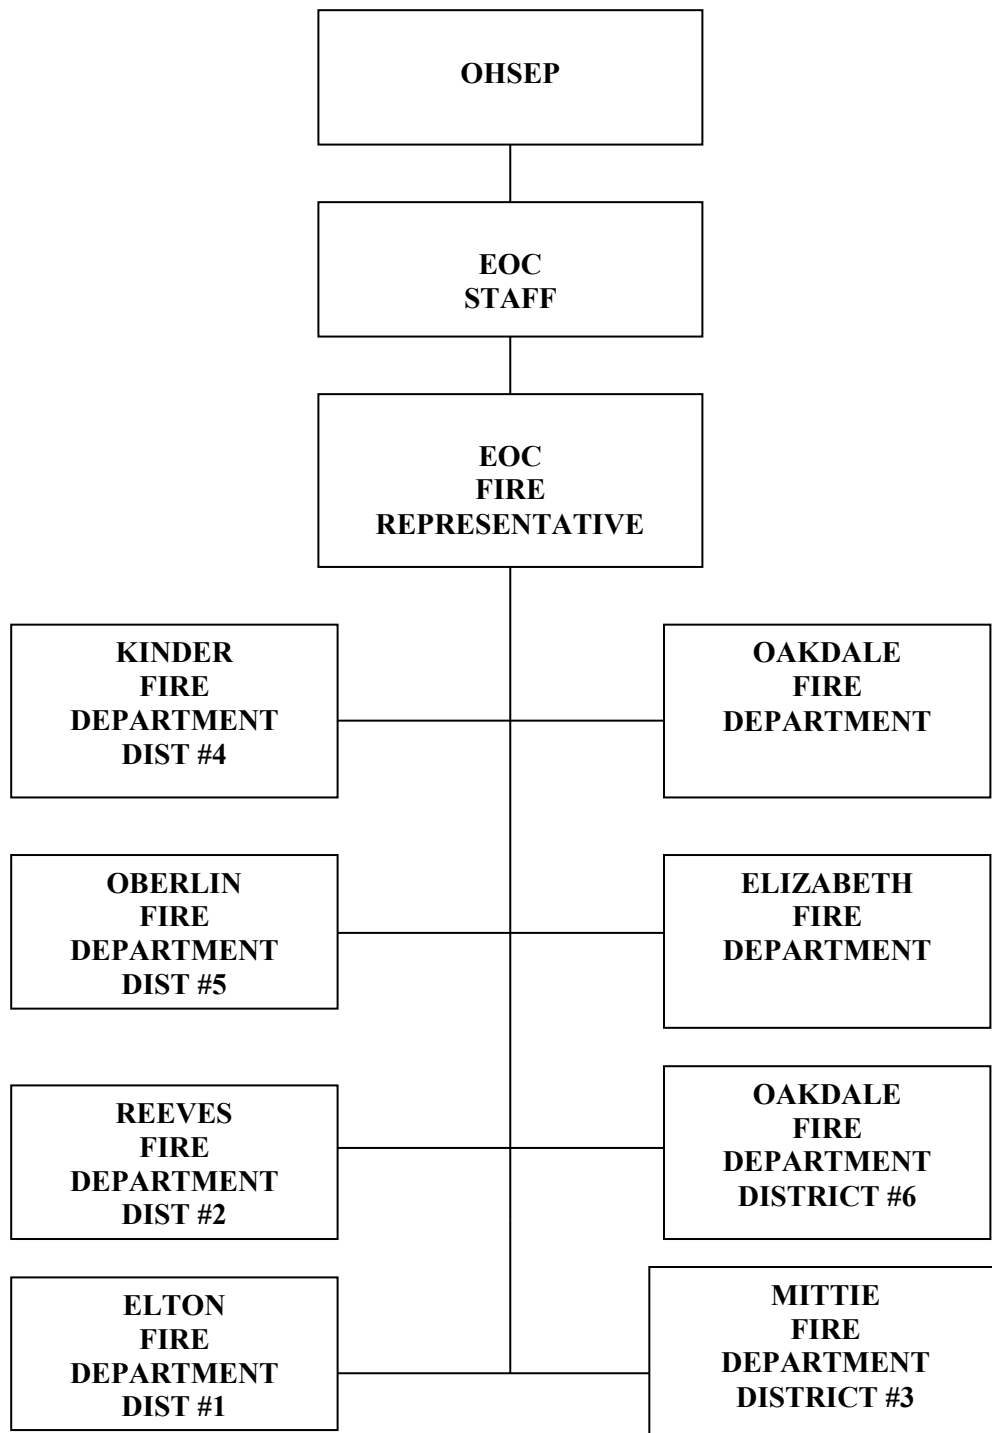 OHSEP
EOC
STAFF
EOC
FIRE
REPRESENTATIVE
KINDER
FIRE
DEPARTMENT
DIST #4
OAKDALE
FIRE
DEPARTMENT
OBERLIN
FIRE
DEPARTMENT
DIST #5
ELIZABETH
FIRE
DEPARTMENT
REEVES
FIRE
DEPARTMENT
DIST #2
OAKDALE
FIRE
DEPARTMENT
DISTRICT #6
ELTON
FIRE
DEPARTMENT
DIST #1
MITTIE
FIRE
DEPARTMENT
DISTRICT #3